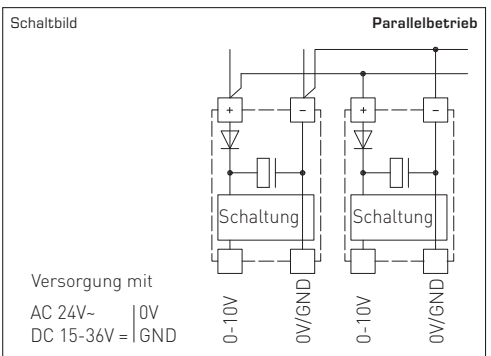 Schaltbild
Parallelbetrieb
+
−
+
−
Schaltung
Schaltung
Versorgung mit
AC 24V~ | 0V
DC 15-36V = | GND
0-10V
0V/GND
0-10V
0V/GND